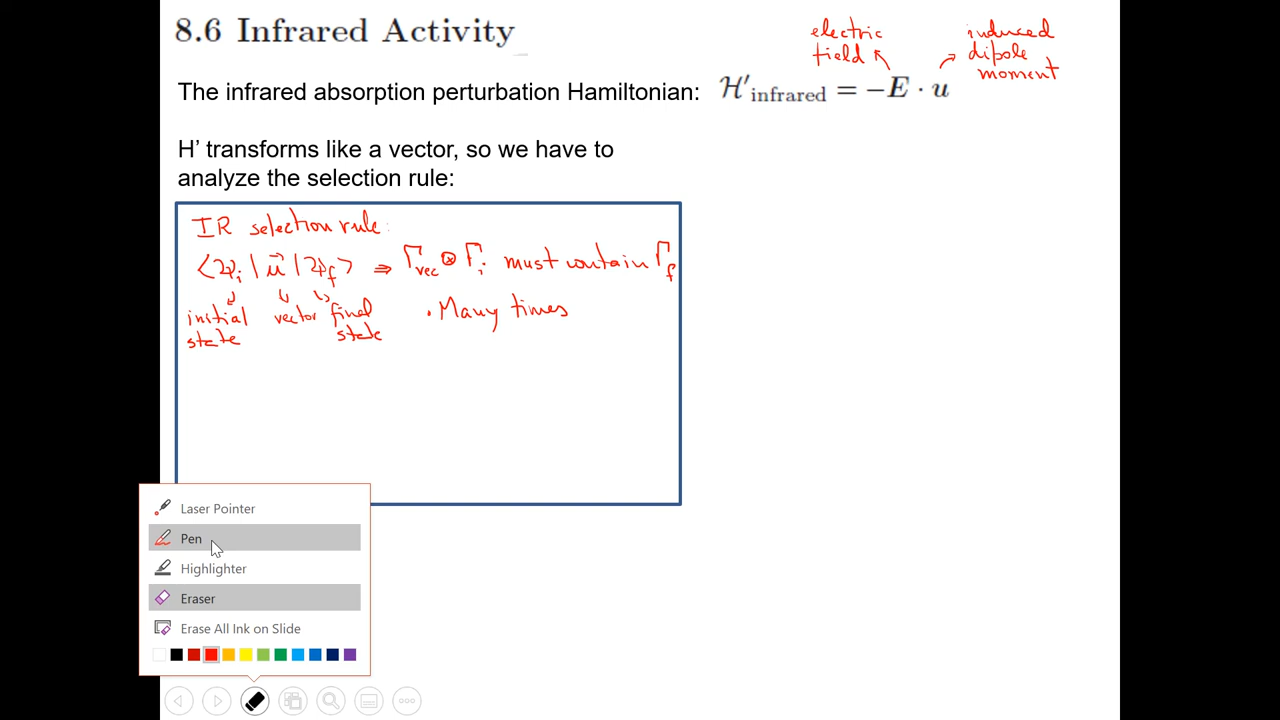 8.6 Infrared Activity
electric field
induced dipole moment
The infrared absorption perturbation Hamiltonian: ℋ′infrared = −E · u
H’ transforms like a vector, so we have to
analyze the selection rule:
IR selection rule:
⟨ψi | u⃗ | ψf⟩ ⇒ Γvec ⊗ Γi must contain Γf
initial state
vector
final state
• Many times
Laser Pointer
Pen
Highlighter
Eraser
Erase All Ink on Slide